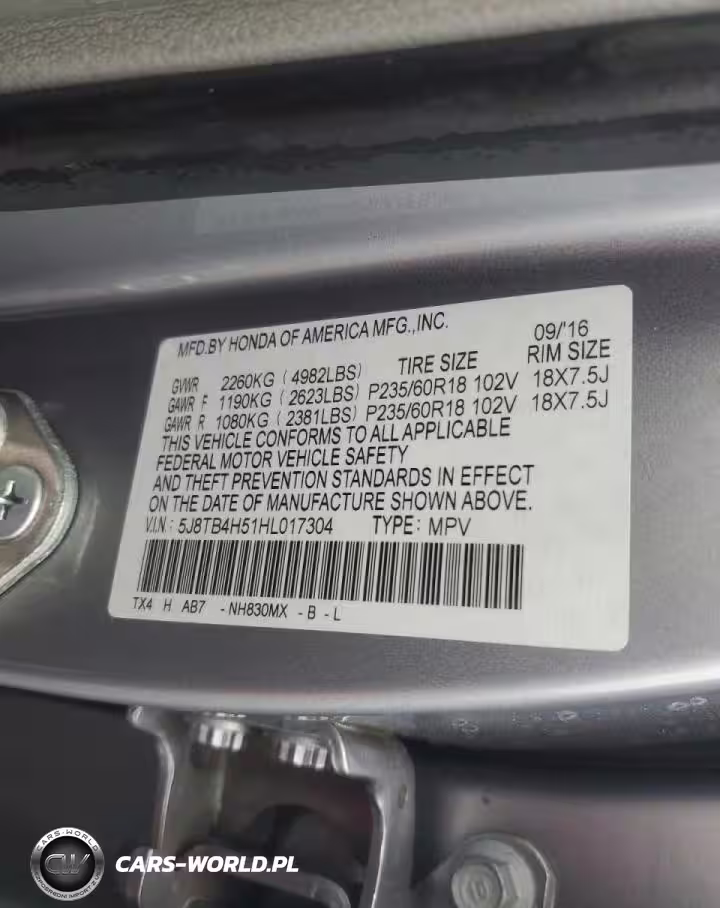 MFD.BY HONDA OF AMERICA MFG.,INC. 09/'16
GVWR 2260KG ( 4982LBS) TIRE SIZE RIM SIZE
GAWR F 1190KG ( 2623LBS) P235/60R18 102V 18X7.5J
GAWR R 1080KG ( 2381LBS) P235/60R18 102V 18X7.5J
THIS VEHICLE CONFORMS TO ALL APPLICABLE
FEDERAL MOTOR VEHICLE SAFETY
AND THEFT PREVENTION STANDARDS IN EFFECT
ON THE DATE OF MANUFACTURE SHOWN ABOVE.
V.I.N.: 5J8TB4H51HL017304 TYPE: MPV
TX4 H AB7 -NH830MX -B -L
CARS-WORLD
CW
CARS-WORLD.PL